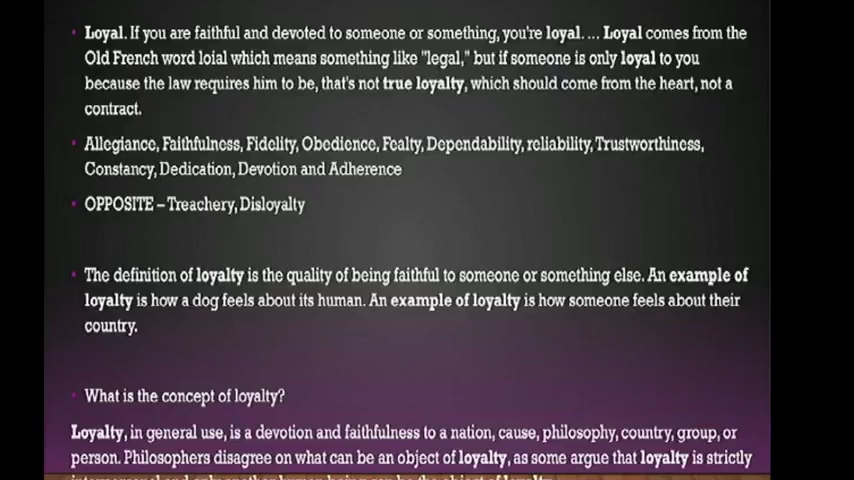 Loyal. If you are faithful and devoted to someone or something, you're loyal. ... Loyal comes from the
Old French word loial which means something like "legal," but if someone is only loyal to you
because the law requires him to be, that's not true loyalty, which should come from the heart, not a
contract.
Allegiance, Faithfulness, Fidelity, Obedience, Fealty, Dependability, reliability, Trustworthiness,
Constancy, Dedication, Devotion and Adherence
OPPOSITE – Treachery, Disloyalty
The definition of loyalty is the quality of being faithful to someone or something else. An example of
loyalty is how a dog feels about its human. An example of loyalty is how someone feels about their
country.
What is the concept of loyalty?
Loyalty, in general use, is a devotion and faithfulness to a nation, cause, philosophy, country, group, or
person. Philosophers disagree on what can be an object of loyalty, as some argue that loyalty is strictly